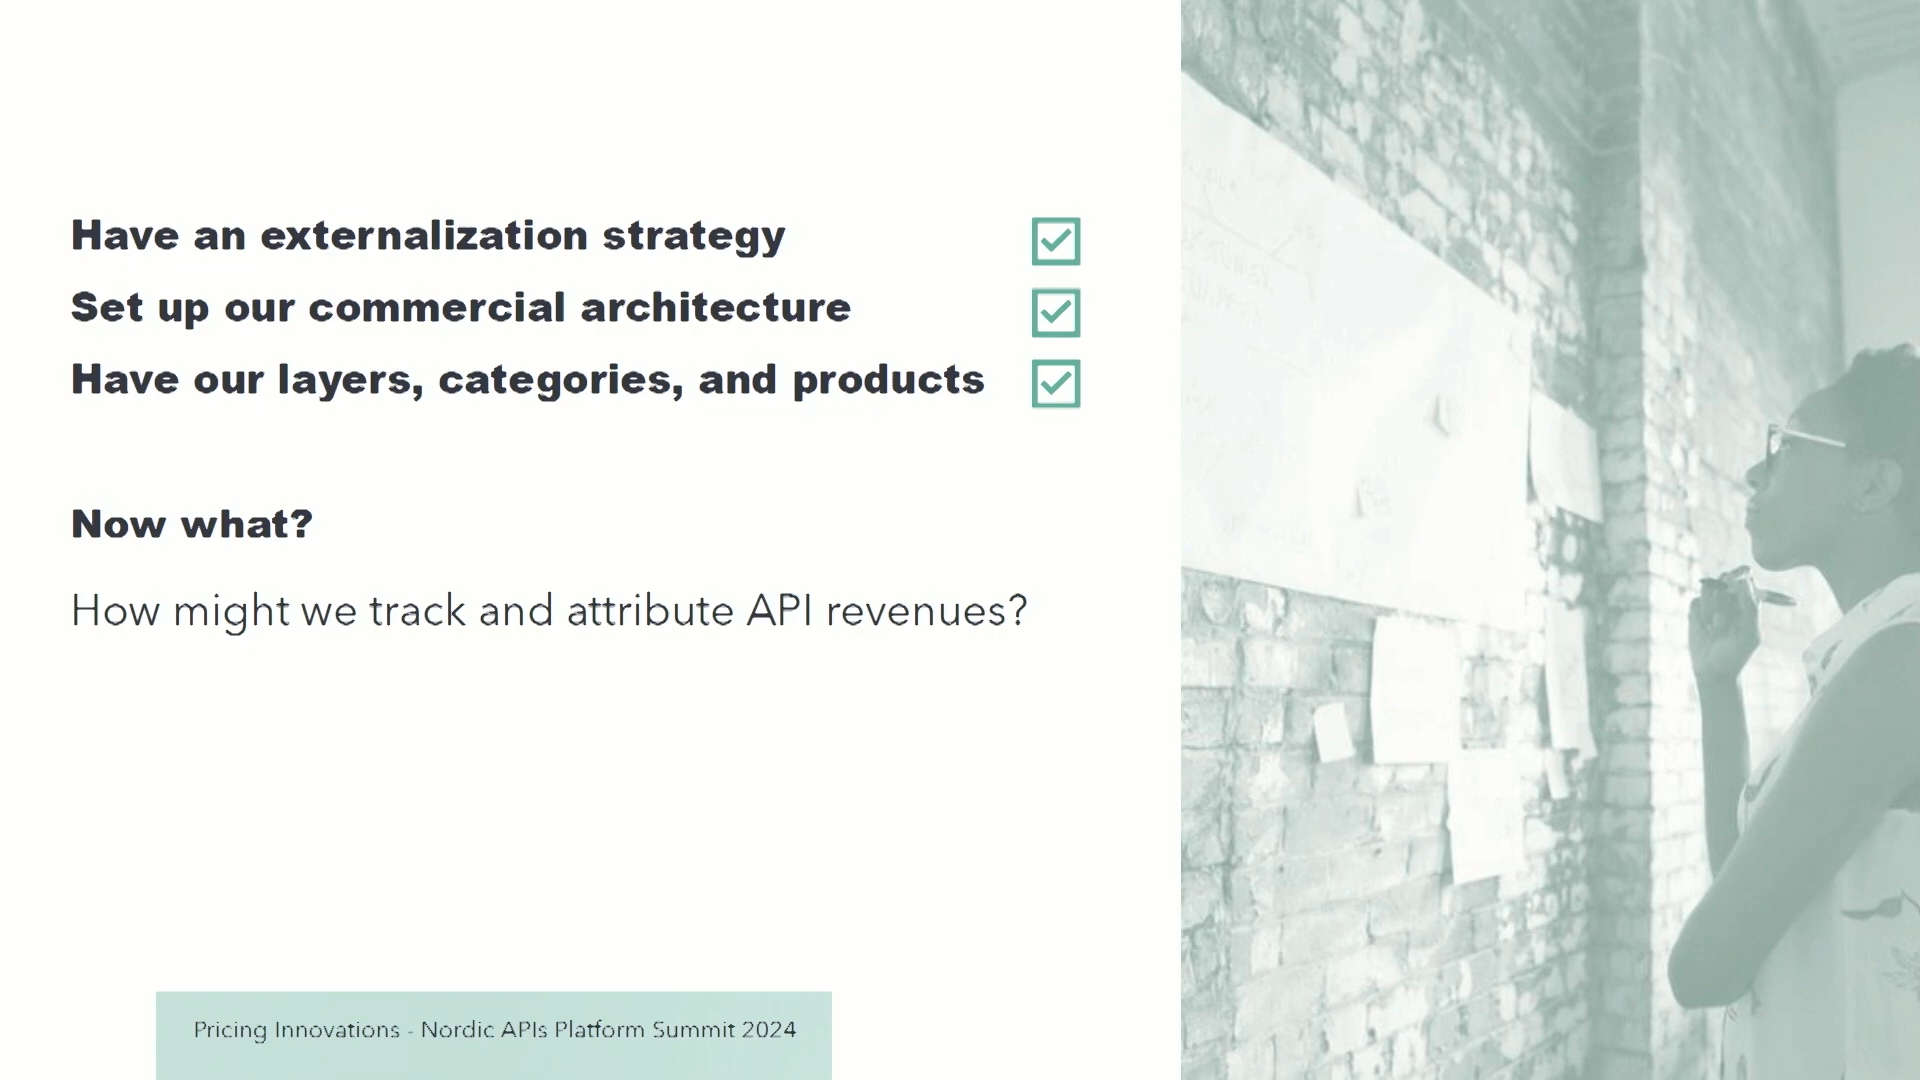 Have an externalization strategy
Set up our commercial architecture
Have our layers, categories, and products
Now what?
How might we track and attribute API revenues?
Pricing Innovations - Nordic APIs Platform Summit 2024